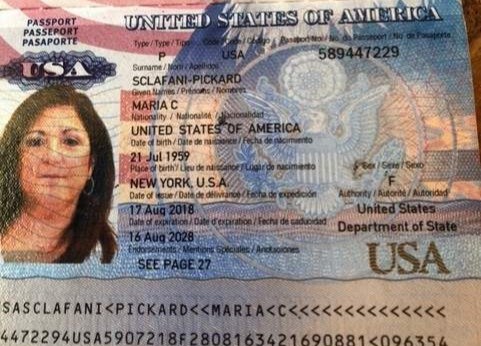 PASSPORT
PASSEPORT
PASAPORTE
USA
UNITED STATES OF AMERICA
Type / Type / Tipo Code / Code / Código Passport No. / No. du Passeport / No. de Pasaporte
P USA 589447229
Surname / Nom / Apellidos
SCLAFANI-PICKARD
Given Names / Prénoms / Nombres
MARIA C
Nationality / Nationalité / Nacionalidad
UNITED STATES OF AMERICA
Date of birth / Date de naissance / Fecha de nacimiento
21 Jul 1959
Place of birth / Lieu de naissance / Lugar de nacimiento Sex / Sexe / Sexo
NEW YORK, U.S.A. F
Date of issue / Date de délivrance / Fecha de expedición Authority / Autorité / Autoridad
17 Aug 2018 United States
Date of expiration / Date d'expiration / Fecha de caducidad Department of State
16 Aug 2028
Endorsements / Mentions Spéciales / Anotaciones
SEE PAGE 27 USA
SASCLAFANI<PICKARD<<MARIA<C<<<<<<<<<<<<<<<
4472294USA5907218F2808163421690881<096354